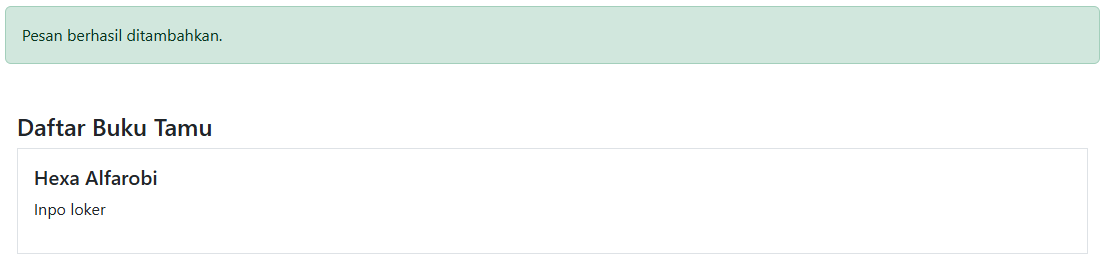 Pesan berhasil ditambahkan.
Daftar Buku Tamu
Hexa Alfarobi
Inpo loker